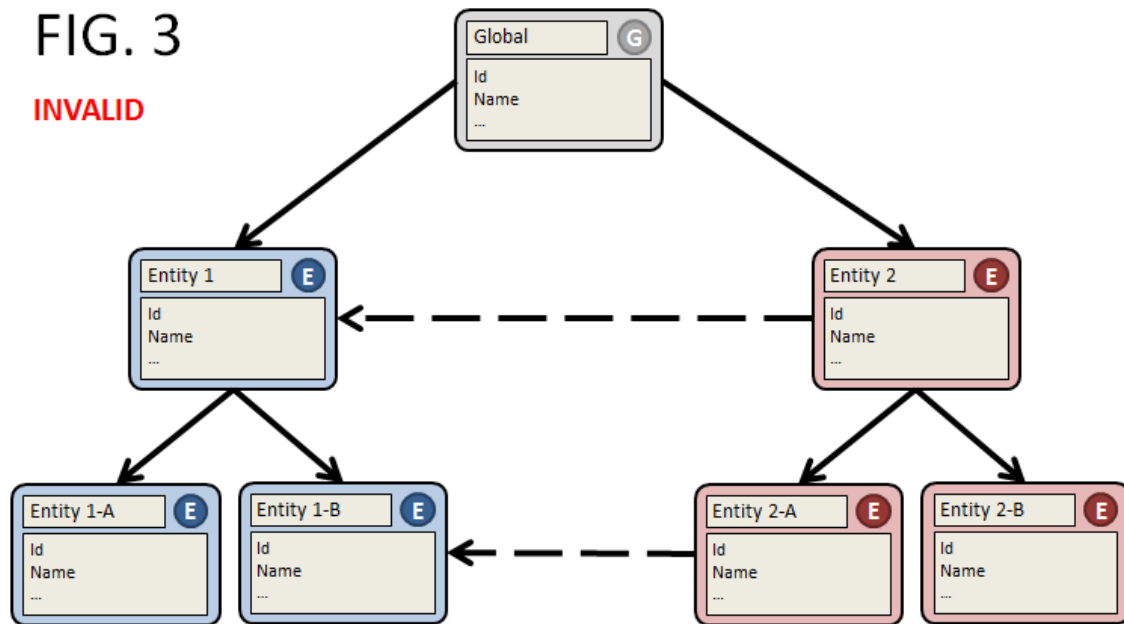 FIG. 3
INVALID
Global G
Id
Name
...
Entity 1 E
Id
Name
...
Entity 2 E
Id
Name
...
Entity 1-A E
Id
Name
...
Entity 1-B E
Id
Name
...
Entity 2-A E
Id
Name
...
Entity 2-B E
Id
Name
...